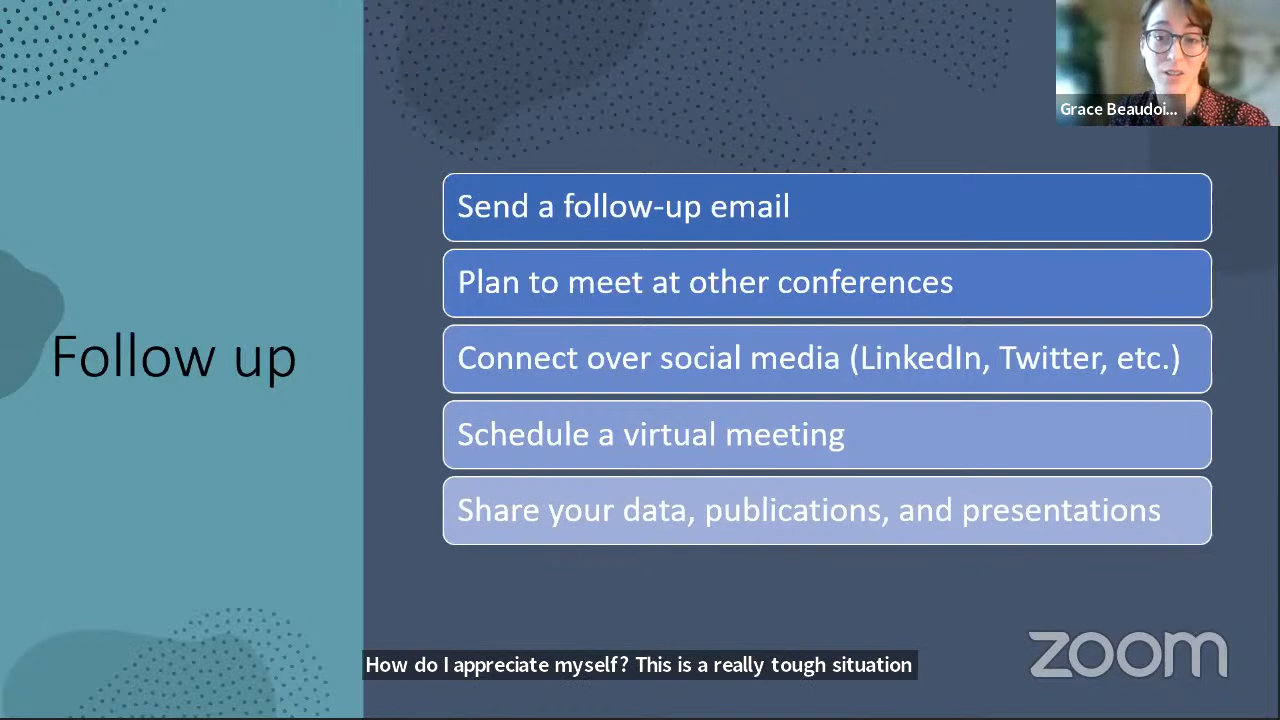 Grace Beaudoi...
Send a follow-up email
Plan to meet at other conferences
Connect over social media (LinkedIn, Twitter, etc.)
Follow up
Schedule a virtual meeting
Share your data, publications, and presentations
How do I appreciate myself? This is a really tough situation
zoom